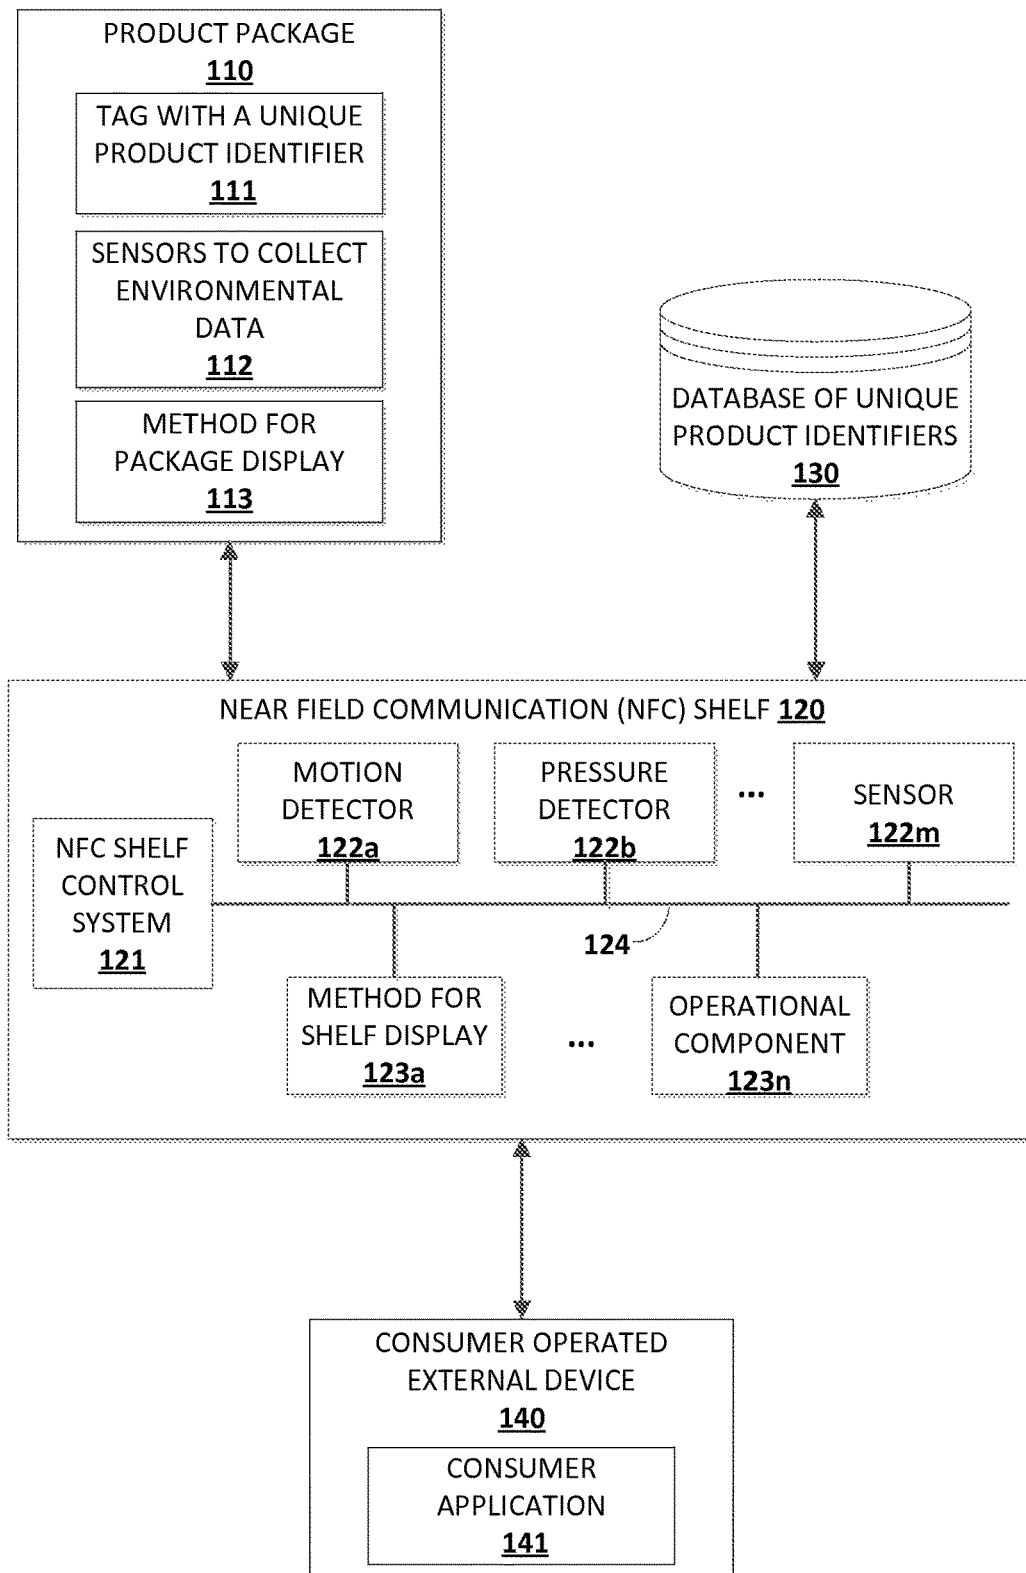 PRODUCT PACKAGE
110
TAG WITH A UNIQUE
PRODUCT IDENTIFIER
111
SENSORS TO COLLECT
ENVIRONMENTAL
DATA
112
METHOD FOR
PACKAGE DISPLAY
113
DATABASE OF UNIQUE
PRODUCT IDENTIFIERS
130
NEAR FIELD COMMUNICATION (NFC) SHELF 120
MOTION
DETECTOR
122a
PRESSURE
DETECTOR
122b
...
SENSOR
122m
NFC SHELF
CONTROL
SYSTEM
121
124
METHOD FOR
SHELF DISPLAY
123a
...
OPERATIONAL
COMPONENT
123n
CONSUMER OPERATED
EXTERNAL DEVICE
140
CONSUMER
APPLICATION
141